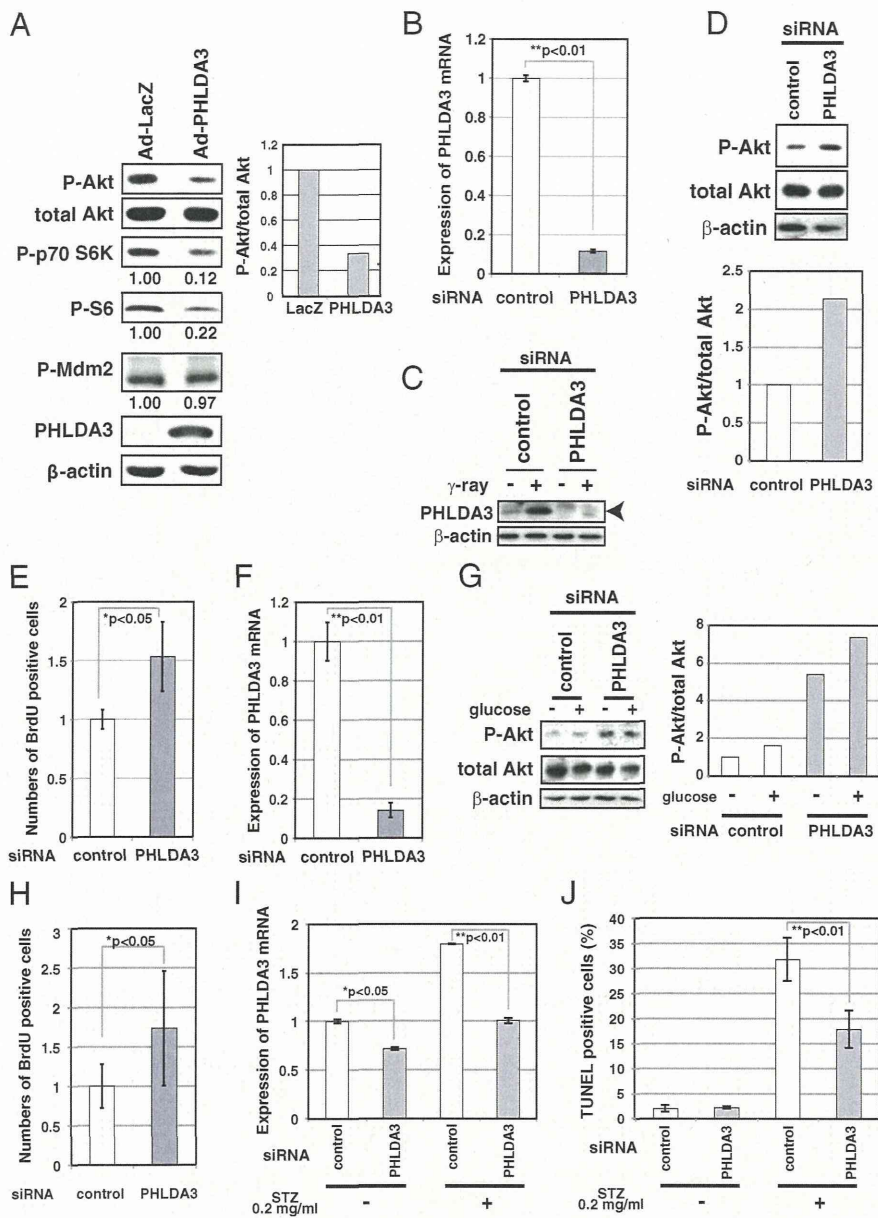 A
Ad-LacZ
Ad-PHLDA3
P-Akt
total Akt
P-p70 S6K
1.00 0.12
P-S6
1.00 0.22
P-Mdm2
1.00 0.97
PHLDA3
β-actin
P-Akt/total Akt
1.2
1
0.8
0.6
0.4
0.2
0
LacZ PHLDA3
B
Expression of PHLDA3 mRNA
1.2
1
0.8
0.6
0.4
0.2
0
**p<0.01
siRNA control PHLDA3
C
siRNA
control
PHLDA3
γ-ray - + - +
PHLDA3
β-actin
D
siRNA
control
PHLDA3
P-Akt
total Akt
β-actin
P-Akt/total Akt
2.5
2
1.5
1
0.5
0
siRNA control PHLDA3
E
Numbers of BrdU positive cells
2
1.5
1
0.5
0
*p<0.05
siRNA control PHLDA3
F
Expression of PHLDA3 mRNA
1.2
1
0.8
0.6
0.4
0.2
0
**p<0.01
control PHLDA3
G
siRNA
control
PHLDA3
glucose - + - +
P-Akt
total Akt
β-actin
P-Akt/total Akt
8
6
4
2
0
glucose - + - +
siRNA control PHLDA3
H
Numbers of BrdU positive cells
3
2.5
2
1.5
1
0.5
0
*p<0.05
siRNA control PHLDA3
I
Expression of PHLDA3 mRNA
2
1.5
1
0.5
0
*p<0.05
**p<0.01
siRNA control PHLDA3 control PHLDA3
STZ
0.2 mg/ml - +
J
TUNEL positive cells (%)
40
35
30
25
20
15
10
5
0
**p<0.01
siRNA control PHLDA3 control PHLDA3
STZ
0.2 mg/ml - +